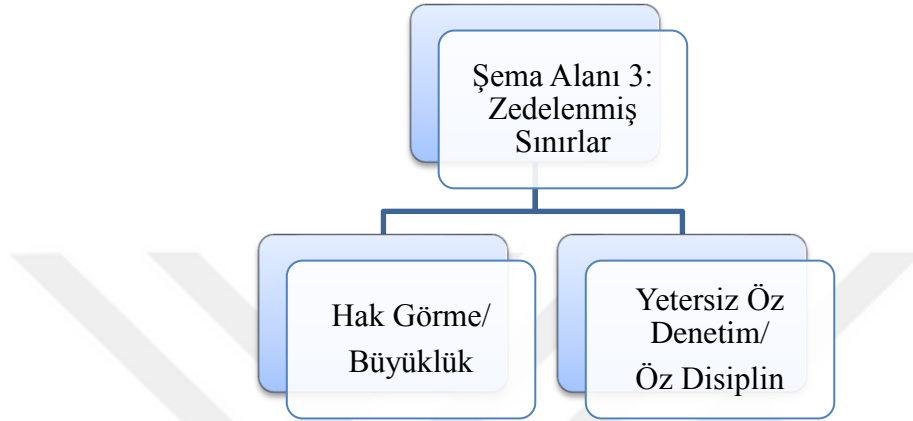 Şema Alanı 3:
Zedelenmiş
Sınırlar
Hak Görme/
Büyüklük
Yetersiz Öz
Denetim/
Öz Disiplin